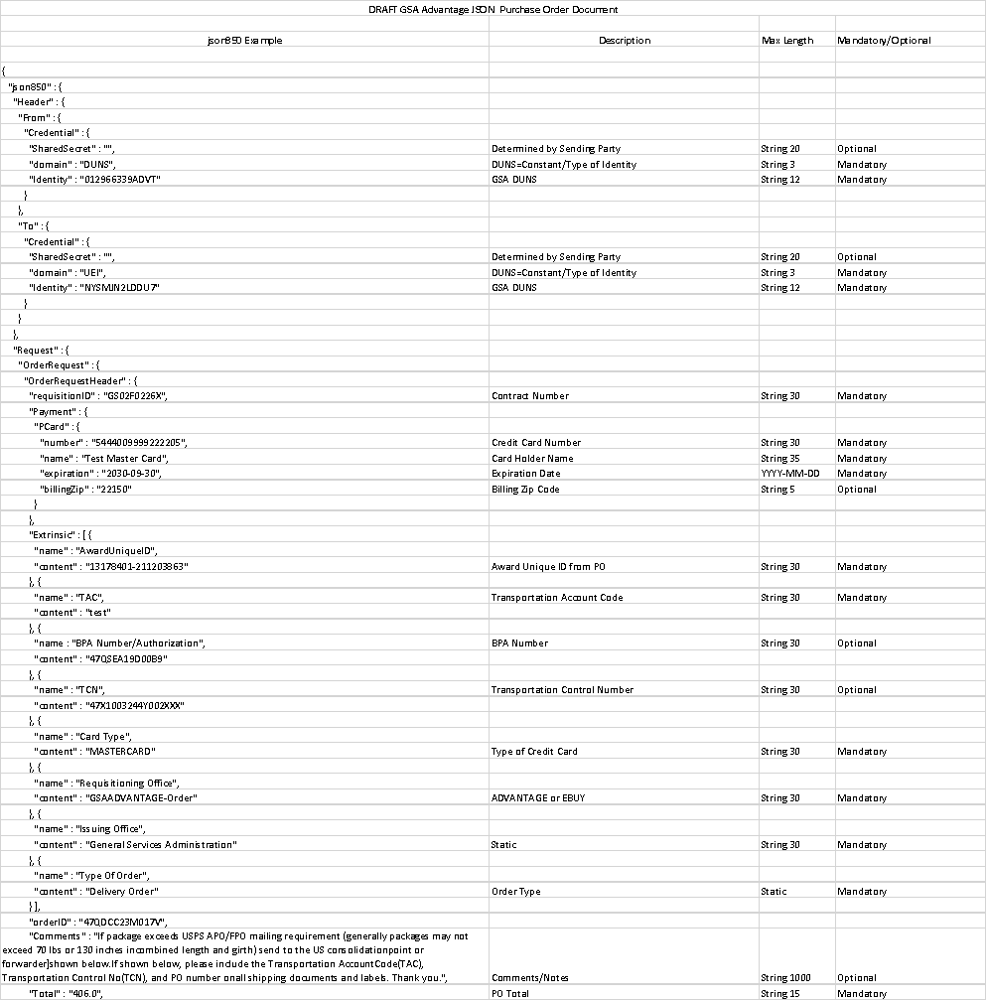 DRAFT GSA Advantage JSON Purchase Order Document
json850 Example Description Max Length Mandatory/Optional
{
"json850" : {
"Header" : {
"From" : {
"Credential" : {
"SharedSecret" : "", Determined by Sending Party String 20 Optional
"domain" : "DUNS", DUNS=Constant/Type of Identity String 3 Mandatory
"Identity" : "012966339ADVT" GSA DUNS String 12 Mandatory
}
},
"To" : {
"Credential" : {
"SharedSecret" : "", Determined by Sending Party String 20 Optional
"domain" : "UEI", DUNS=Constant/Type of Identity String 3 Mandatory
"Identity" : "NYSMJN2LDDU7" GSA DUNS String 12 Mandatory
}
}
},
"Request" : {
"OrderRequest" : {
"OrderRequestHeader" : {
"requisitionID" : "GS02F0226X", Contract Number String 30 Mandatory
"Payment" : {
"PCard" : {
"number" : "5444009999222205", Credit Card Number String 30 Mandatory
"name" : "Test Master Card", Card Holder Name String 35 Mandatory
"expiration" : "2030-09-30", Expiration Date YYYY-MM-DD Mandatory
"billingZip" : "22150" Billing Zip Code String 5 Optional
}
},
"Extrinsic" : [ {
"name" : "AwardUniqueID",
"content" : "13178401-211203863" Award Unique ID from PO String 30 Mandatory
}, {
"name" : "TAC", Transportation Account Code String 30 Mandatory
"content" : "test"
}, {
"name : "BPA Number/Authorization", BPA Number String 30 Optional
"content" : "47QSEA19D00B9"
}, {
"name" : "TCN", Transportation Control Number String 30 Optional
"content" : "47X1003244Y002XXX"
}, {
"name" : "Card Type",
"content" : "MASTERCARD" Type of Credit Card String 30 Mandatory
}, {
"name" : "Requisitioning Office",
"content" : "GSAADVANTAGE-Order" ADVANTAGE or EBUY String 30 Mandatory
}, {
"name" : "Issuing Office",
"content" : "General Services Administration" Static String 30 Mandatory
}, {
"name" : "Type Of Order",
"content" : "Delivery Order" Order Type Static Mandatory
} ],
"orderID" : "47QDCC23M017V",
"Comments" : "If package exceeds USPS APO/FPO mailing requirement (generally packages may not
exceed 70 lbs or 130 inches incombined length and girth) send to the US consolidationpoint or
forwarder]shown below.If shown below, please include the Transportation AccountCode(TAC),
Transportation Control No(TCN), and PO number onall shipping documents and labels. Thank you.", Comments/Notes String 1000 Optional
"Total" : "406.0", PO Total String 15 Mandatory